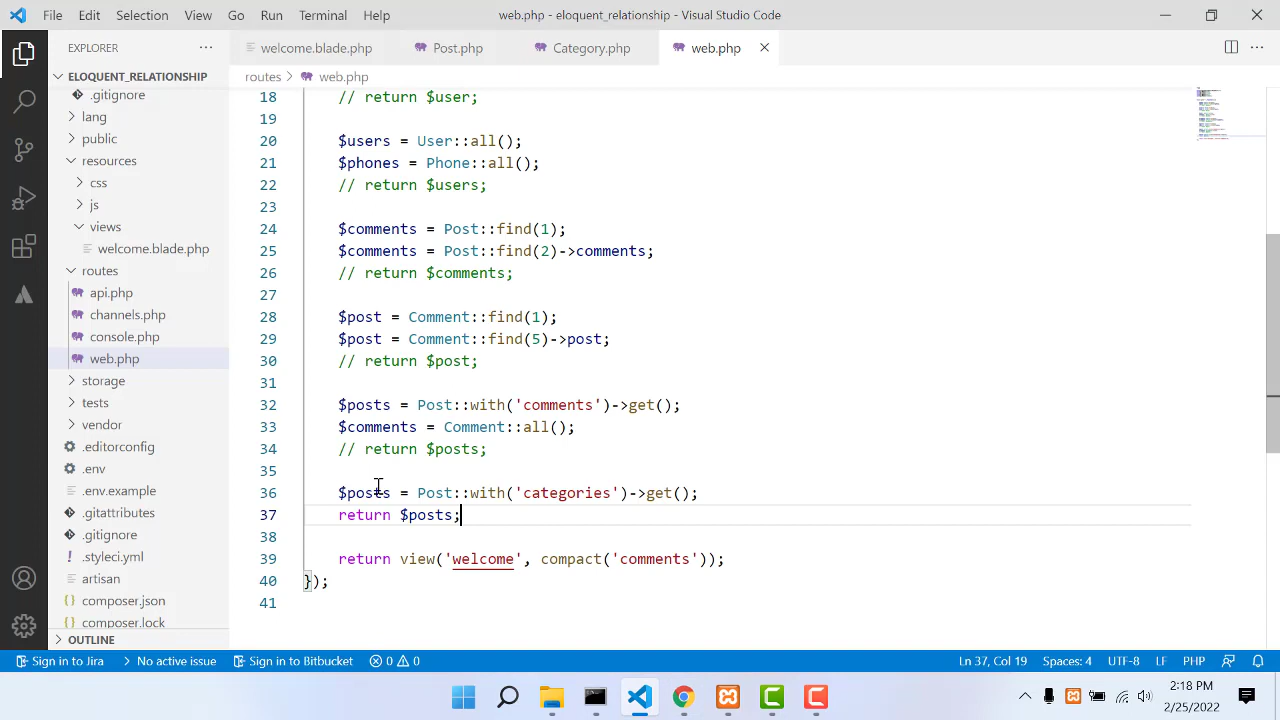 File Edit Selection View Go Run Terminal Help web.php - eloquent_relationship - Visual Studio Code
EXPLORER ···
welcome.blade.php Post.php Category.php web.php
ELOQUENT_RELATIONSHIP
routes > web.php
.gitignore
lang
public
resources
css
js
views
welcome.blade.php
routes
api.php
channels.php
console.php
web.php
storage
tests
vendor
.editorconfig
.env
.env.example
.gitattributes
.gitignore
.styleci.yml
artisan
composer.json
composer.lock
OUTLINE
18 // return $user;
19
20 $users = User::all();
21 $phones = Phone::all();
22 // return $users;
23
24 $comments = Post::find(1);
25 $comments = Post::find(2)->comments;
26 // return $comments;
27
28 $post = Comment::find(1);
29 $post = Comment::find(5)->post;
30 // return $post;
31
32 $posts = Post::with('comments')->get();
33 $comments = Comment::all();
34 // return $posts;
35
36 $posts = Post::with('categories')->get();
37 return $posts;
38
39 return view('welcome', compact('comments'));
40 });
41
Sign in to Jira > No active issue Sign in to Bitbucket 0 0 Ln 37, Col 19 Spaces: 4 UTF-8 LF PHP
2:18 PM
2/25/2022